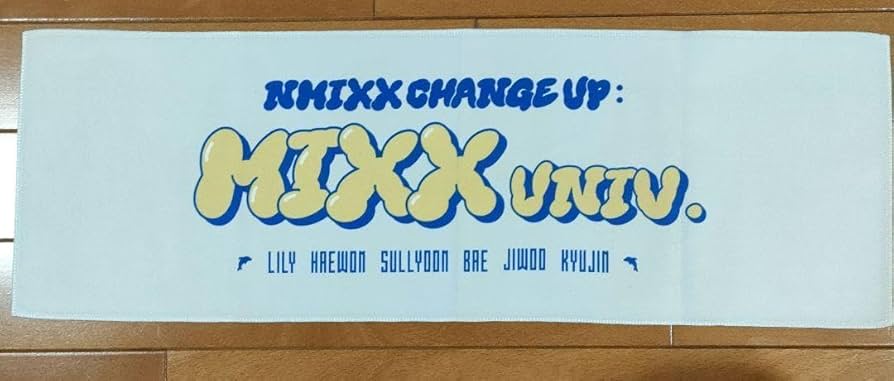 NMIXX CHANGE UP:
MIXX UNIV.
LILY HAEWON SULLYOON BAE JIWOO KYUJIN